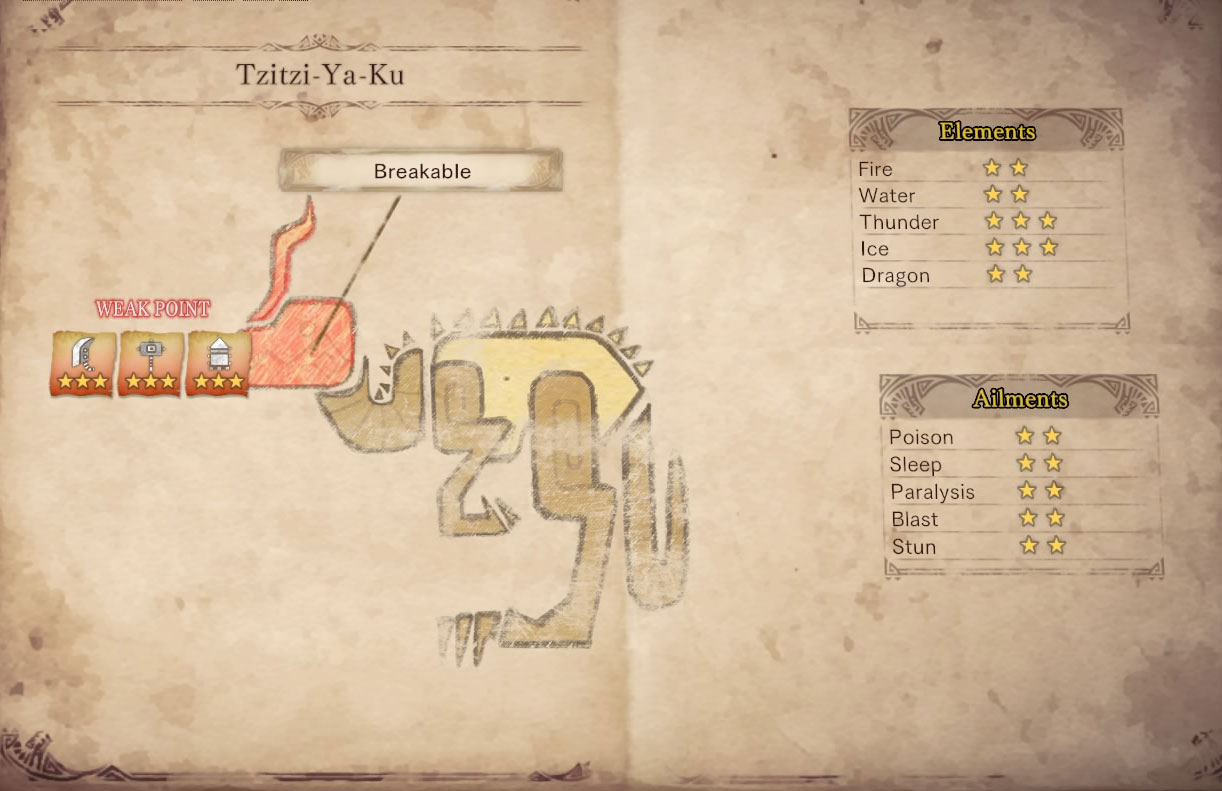 Tzitzi-Ya-Ku
Breakable
WEAK POINT
Elements
Fire
Water
Thunder
Ice
Dragon
Ailments
Poison
Sleep
Paralysis
Blast
Stun